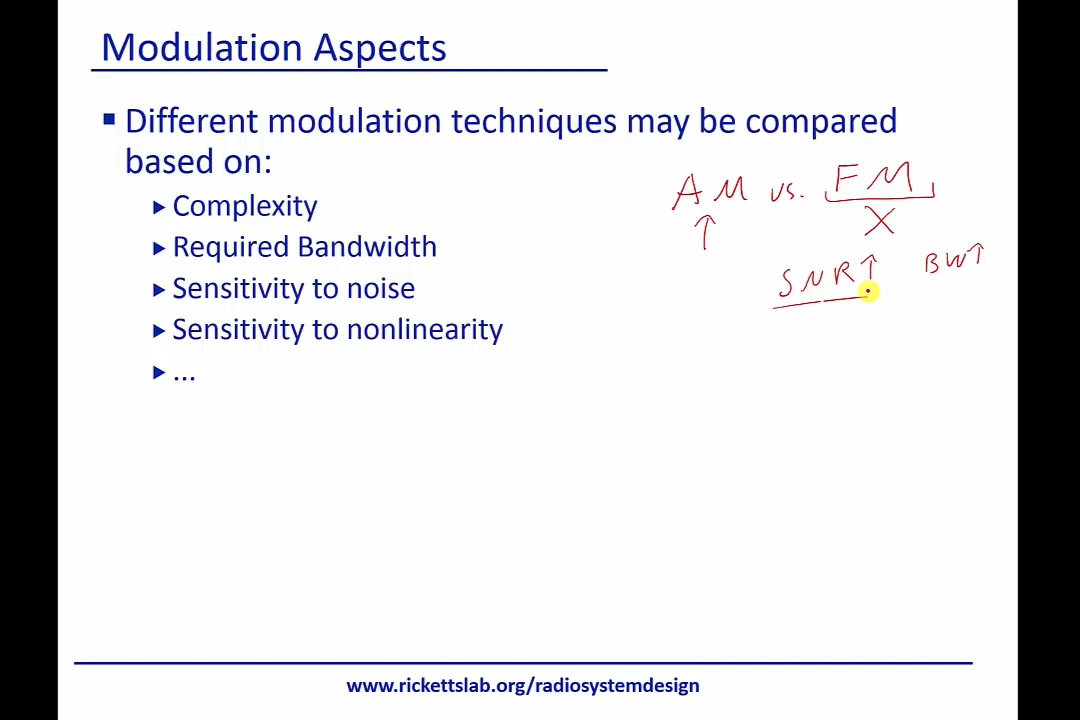 Modulation Aspects
▪ Different modulation techniques may be compared
based on:
▸ Complexity
▸ Required Bandwidth
▸ Sensitivity to noise
▸ Sensitivity to nonlinearity
▸ ...
AM vs. FM
↑ X
SNR↑ BW↑
www.rickettslab.org/radiosystemdesign